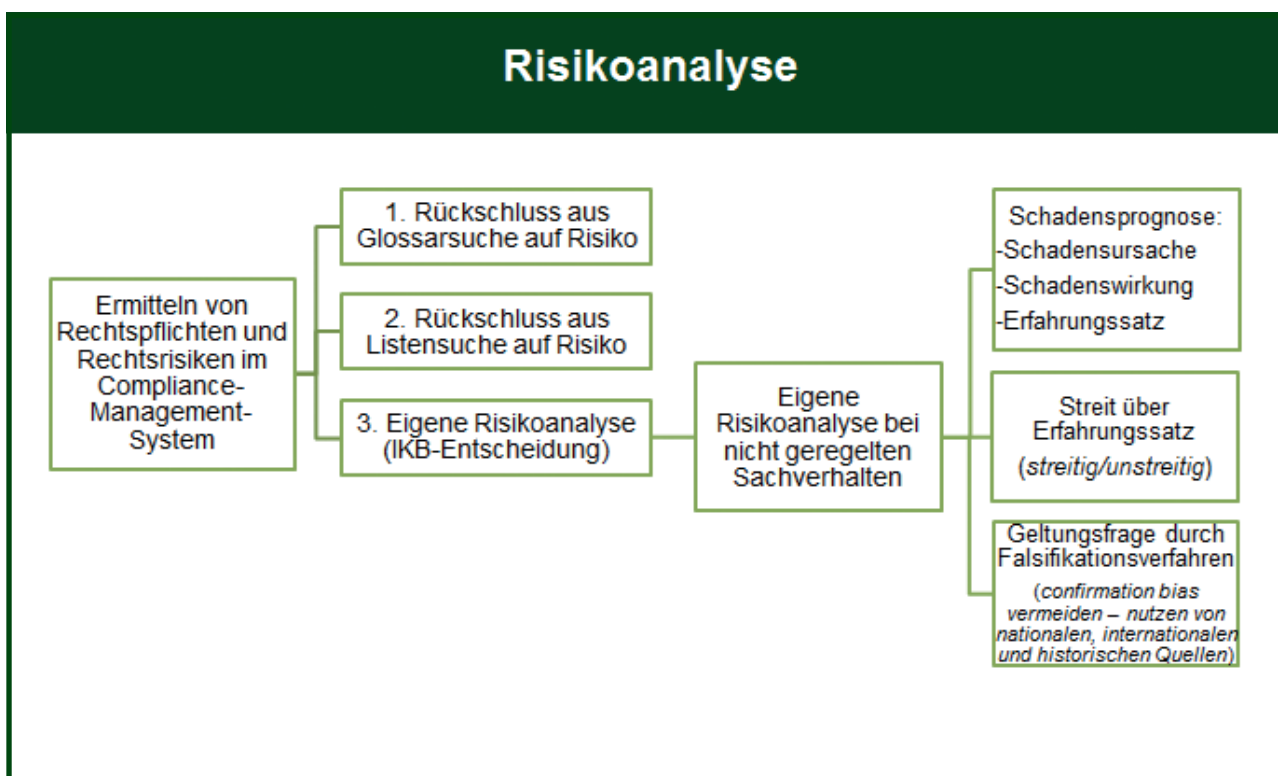 Risikoanalyse
Ermitteln von
Rechtspflichten und
Rechtsrisiken im
Compliance-
Management-
System
1. Rückschluss aus
Glossarsuche auf Risiko
2. Rückschluss aus
Listensuche auf Risiko
3. Eigene Risikoanalyse
(IKB-Entscheidung)
Eigene
Risikoanalyse bei
nicht geregelten
Sachverhalten
Schadensprognose:
-Schadensursache
-Schadenswirkung
-Erfahrungssatz
Streit über
Erfahrungssatz
(streitig/unstreitig)
Geltungsfrage durch
Falsifikationsverfahren
(confirmation bias
vermeiden – nutzen von
nationalen, internationalen
und historischen Quellen)